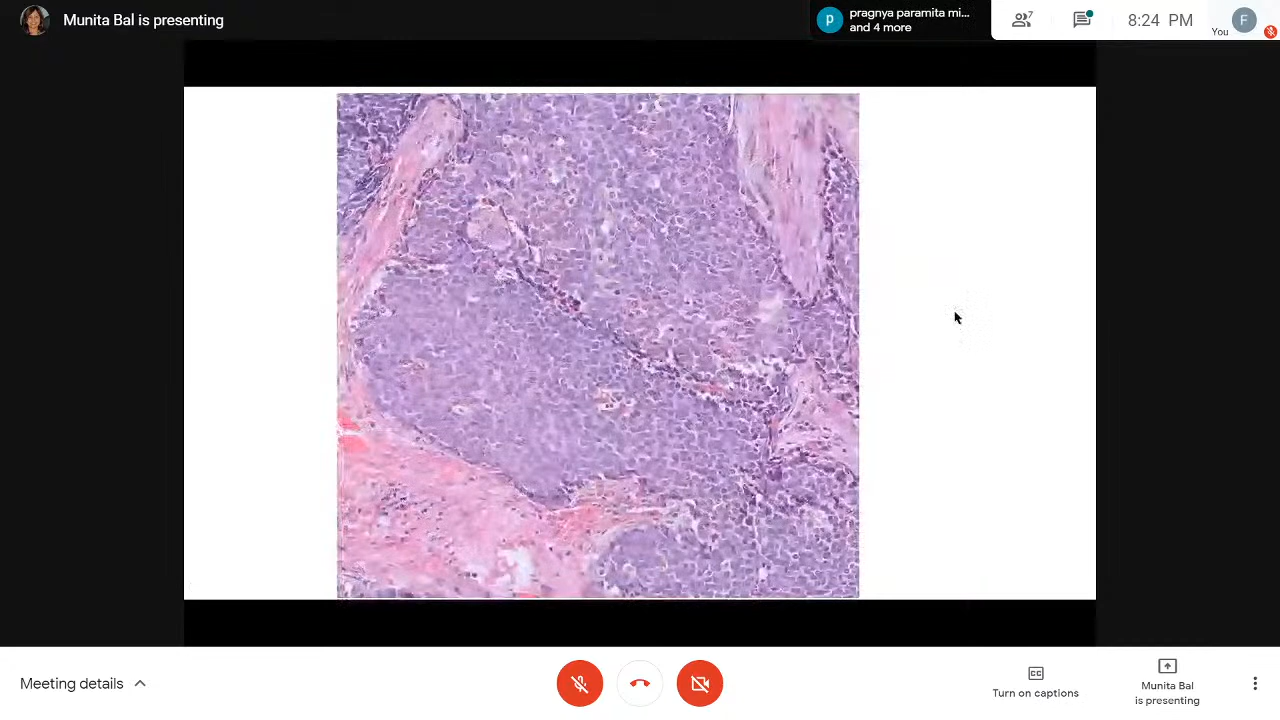 Munita Bal is presenting
p
pragnya paramita mi...
and 4 more
7
8:24 PM
You
F
Meeting details
CC
Turn on captions
Munita Bal
is presenting